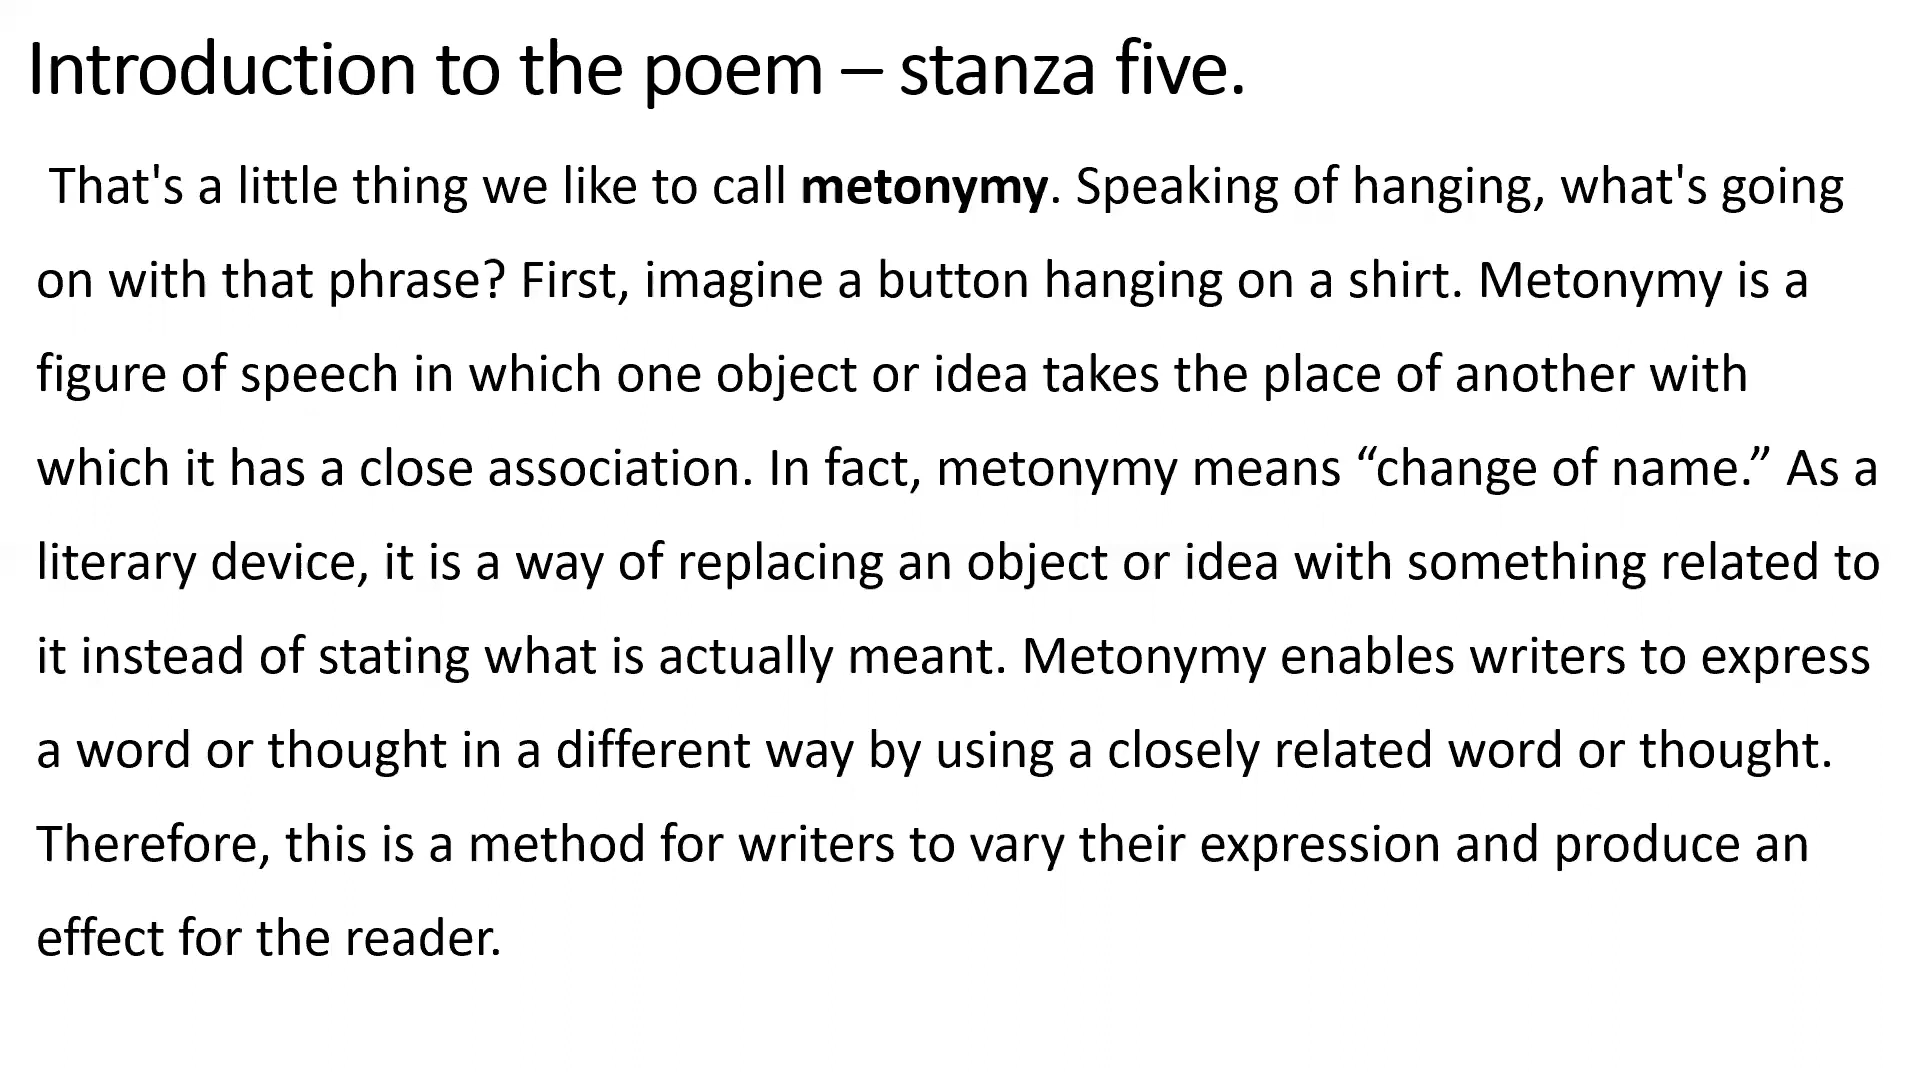 Introduction to the poem – stanza five.
That's a little thing we like to call metonymy. Speaking of hanging, what's going
on with that phrase? First, imagine a button hanging on a shirt. Metonymy is a
figure of speech in which one object or idea takes the place of another with
which it has a close association. In fact, metonymy means “change of name.” As a
literary device, it is a way of replacing an object or idea with something related to
it instead of stating what is actually meant. Metonymy enables writers to express
a word or thought in a different way by using a closely related word or thought.
Therefore, this is a method for writers to vary their expression and produce an
effect for the reader.